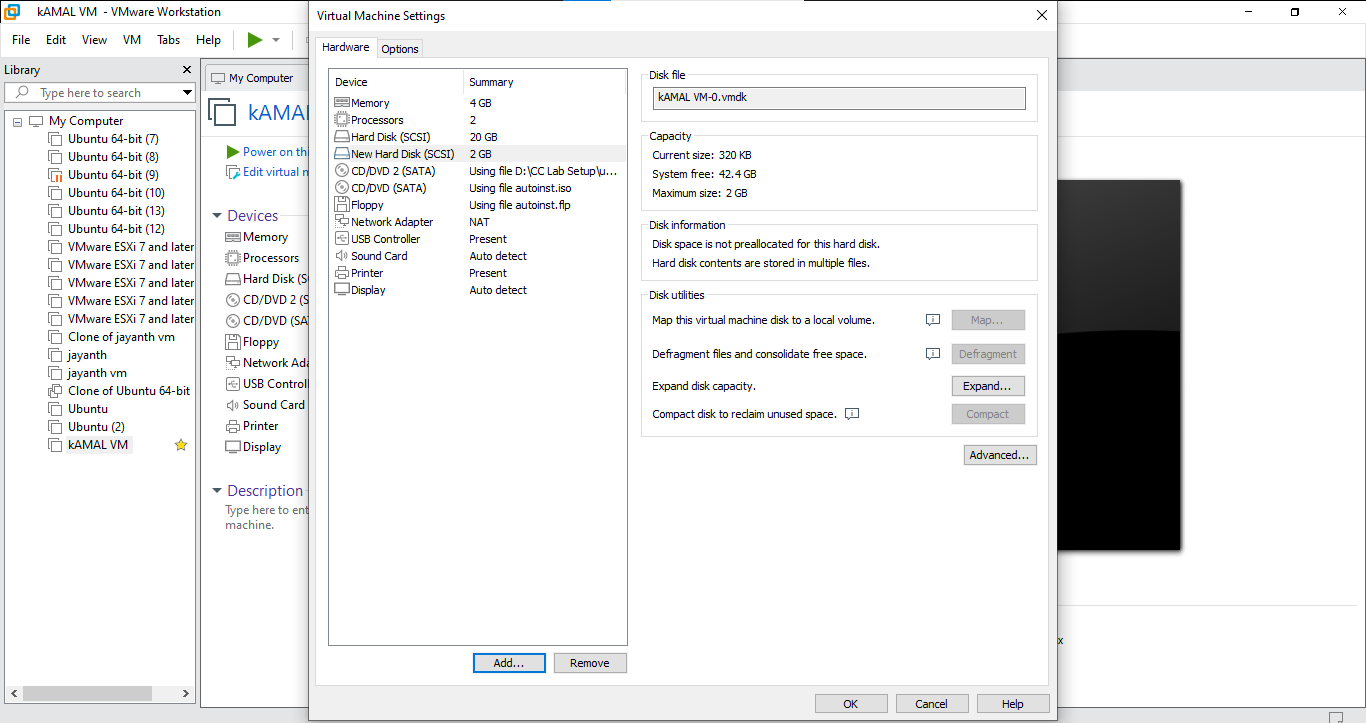 kAMAL VM - VMware Workstation
File Edit View VM Tabs Help
Library
Type here to search
My Computer
Ubuntu 64-bit (7)
Ubuntu 64-bit (8)
Ubuntu 64-bit (9)
Ubuntu 64-bit (10)
Ubuntu 64-bit (13)
Ubuntu 64-bit (12)
VMware ESXi 7 and later
VMware ESXi 7 and later
VMware ESXi 7 and later
VMware ESXi 7 and later
VMware ESXi 7 and later
Clone of jayanth vm
jayanth
jayanth vm
Clone of Ubuntu 64-bit
Ubuntu
Ubuntu (2)
kAMAL VM
My Computer
kAMAL
Power on thi
Edit virtual m
Devices
Memory
Processors
Hard Disk (S
CD/DVD 2 (S
CD/DVD (SA
Floppy
Network Ada
USB Control
Sound Card
Printer
Display
Description
Type here to ent
machine.
Virtual Machine Settings
Hardware Options
Device Summary
Memory 4 GB
Processors 2
Hard Disk (SCSI) 20 GB
New Hard Disk (SCSI) 2 GB
CD/DVD 2 (SATA) Using file D:\CC Lab Setup\u...
CD/DVD (SATA) Using file autoinst.iso
Floppy Using file autoinst.flp
Network Adapter NAT
USB Controller Present
Sound Card Auto detect
Printer Present
Display Auto detect
Add... Remove
Disk file
kAMAL VM-0.vmdk
Capacity
Current size: 320 KB
System free: 42.4 GB
Maximum size: 2 GB
Disk information
Disk space is not preallocated for this hard disk.
Hard disk contents are stored in multiple files.
Disk utilities
Map this virtual machine disk to a local volume. Map...
Defragment files and consolidate free space. Defragment
Expand disk capacity. Expand...
Compact disk to reclaim unused space. Compact
Advanced...
OK Cancel Help
x